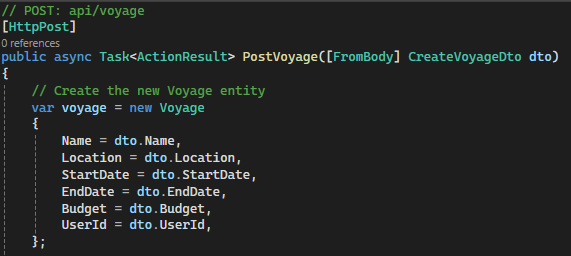 // POST: api/voyage
[HttpPost]
0 references
public async Task<ActionResult> PostVoyage([FromBody] CreateVoyageDto dto)
{
// Create the new Voyage entity
var voyage = new Voyage
{
Name = dto.Name,
Location = dto.Location,
StartDate = dto.StartDate,
EndDate = dto.EndDate,
Budget = dto.Budget,
UserId = dto.UserId,
};